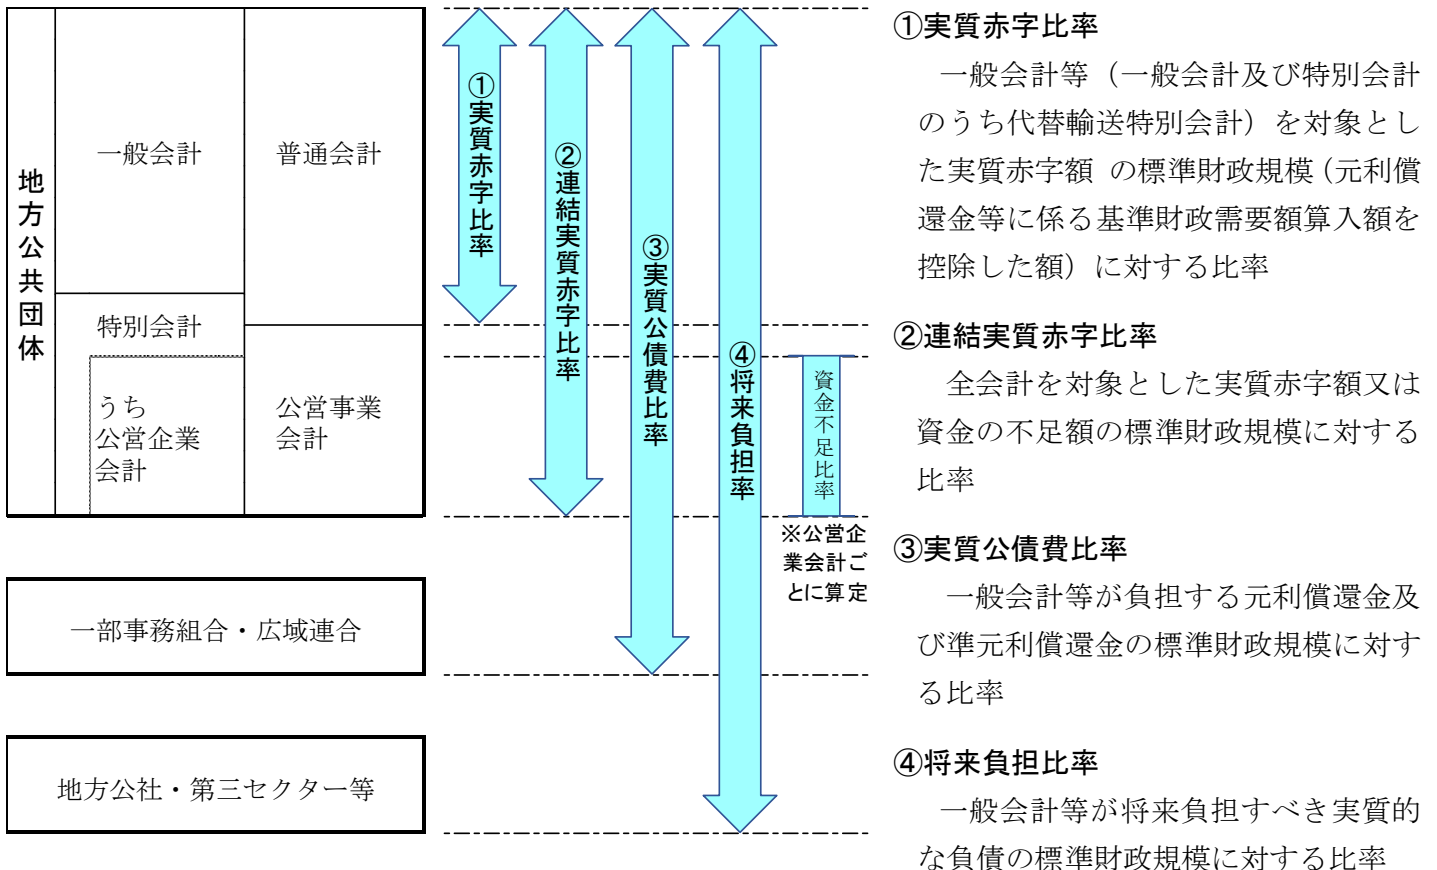 地方公共団体
一般会計
普通会計
特別会計
うち
公営企業
会計
公営事業
会計
一部事務組合・広域連合
地方公社・第三セクター等
①実質赤字比率
②連結実質赤字比率
③実質公債費比率
④将来負担率
資金不足比率
※公営企
業会計ご
とに算定
①実質赤字比率
一般会計等（一般会計及び特別会計
のうち代替輸送特別会計）を対象とし
た実質赤字額 の標準財政規模（元利償
還金等に係る基準財政需要額算入額を
控除した額）に対する比率
②連結実質赤字比率
全会計を対象とした実質赤字額又は
資金の不足額の標準財政規模に対する
比率
③実質公債費比率
一般会計等が負担する元利償還金及
び準元利償還金の標準財政規模に対す
る比率
④将来負担比率
一般会計等が将来負担すべき実質的
な負債の標準財政規模に対する比率